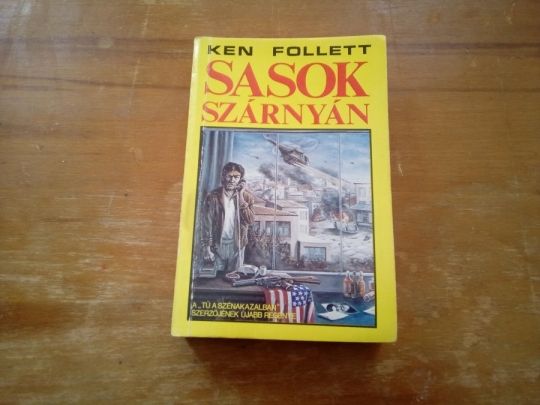 KEN FOLLETT
SASOK
SZÁRNYÁN
A „TŰ A SZÉNAKAZALBAN”
SZERZŐJÉNEK ÚJABB REGÉNYE